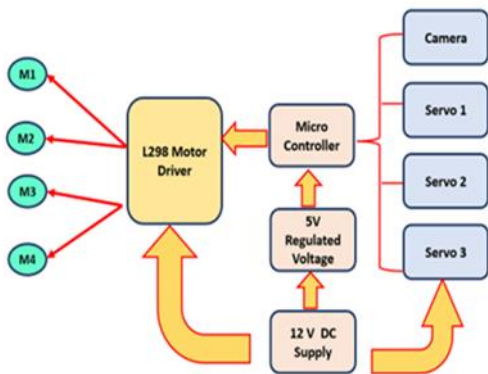 M1
M2
M3
M4
L298 Motor
Driver
Micro
Controller
5V
Regulated
Voltage
12 V DC
Supply
Camera
Servo 1
Servo 2
Servo 3